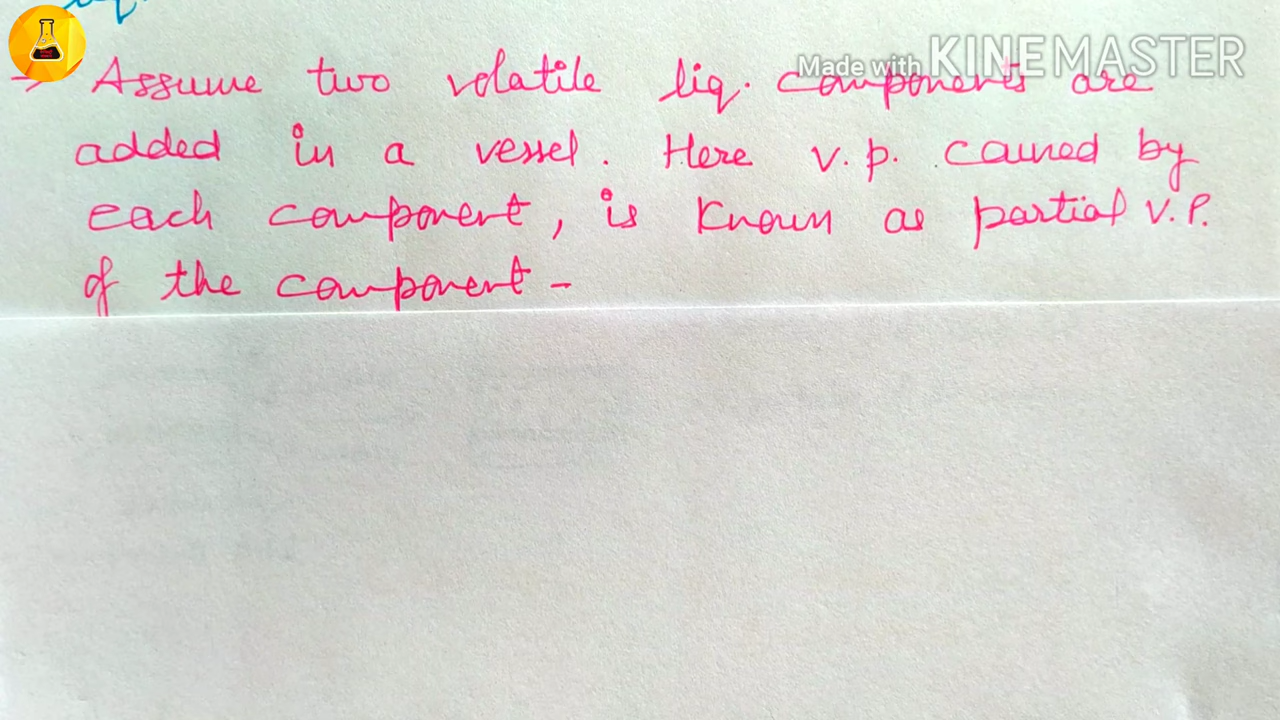 Made with KINEMASTER
→ Assume two volatile liq. components are
added in a vessel. Here v.p. caused by
each component, is known as partial V.P.
of the component -